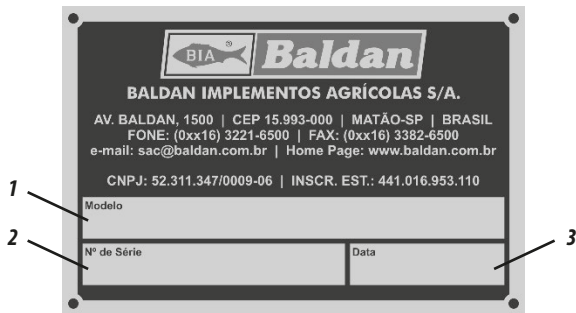 BIA ® Baldan
BALDAN IMPLEMENTOS AGRÍCOLAS S/A.
AV. BALDAN, 1500 | CEP 15.993-000 | MATÃO-SP | BRASIL
FONE: (0xx16) 3221-6500 | FAX: (0xx16) 3382-6500
e-mail: sac@baldan.com.br | Home Page: www.baldan.com.br
CNPJ: 52.311.347/0009-06 | INSCR. EST.: 441.016.953.110
1 Modelo
2 Nº de Série Data 3